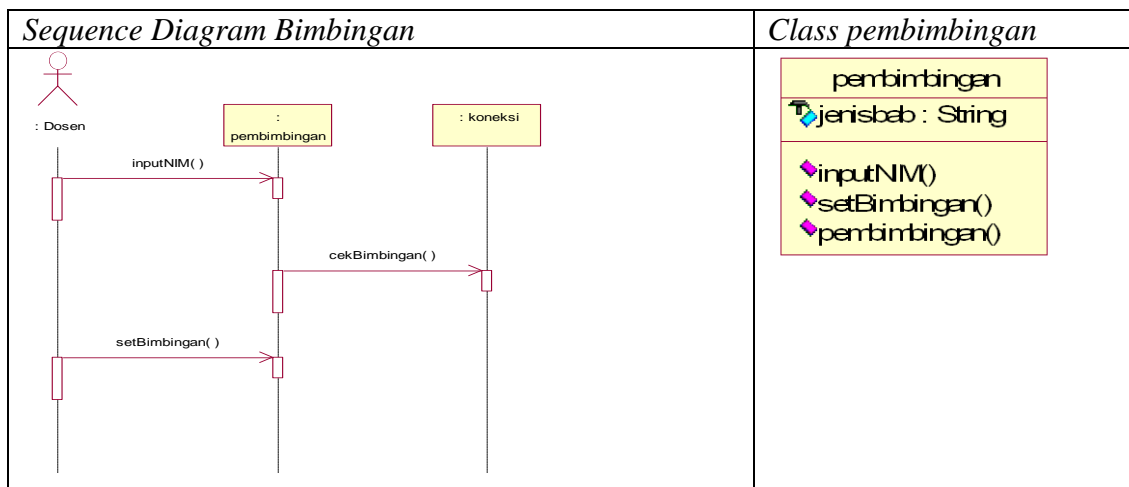 Sequence Diagram Bimbingan
Class pembimbingan
: Dosen
:
pembimbingan
: koneksi
inputNIM( )
cekBimbingan( )
setBimbingan( )
pembimbingan
jenisbab : String
inputNIM()
setBimbingan()
pembimbingan()